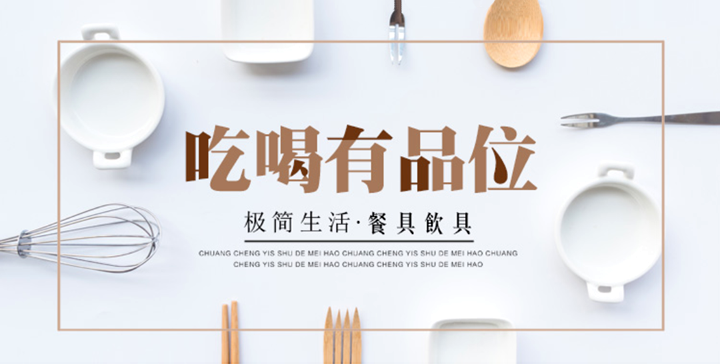 吃喝有品位
极简生活·餐具飲具
CHUANG CHENG YIS SHU DE MEI HAO CHUANG CHENG YIS SHU DE MEI HAO CHUANG
CHENG YIS SHU DE MEI HAO CHUANG CHENG YIS SHU DE MEI HAO